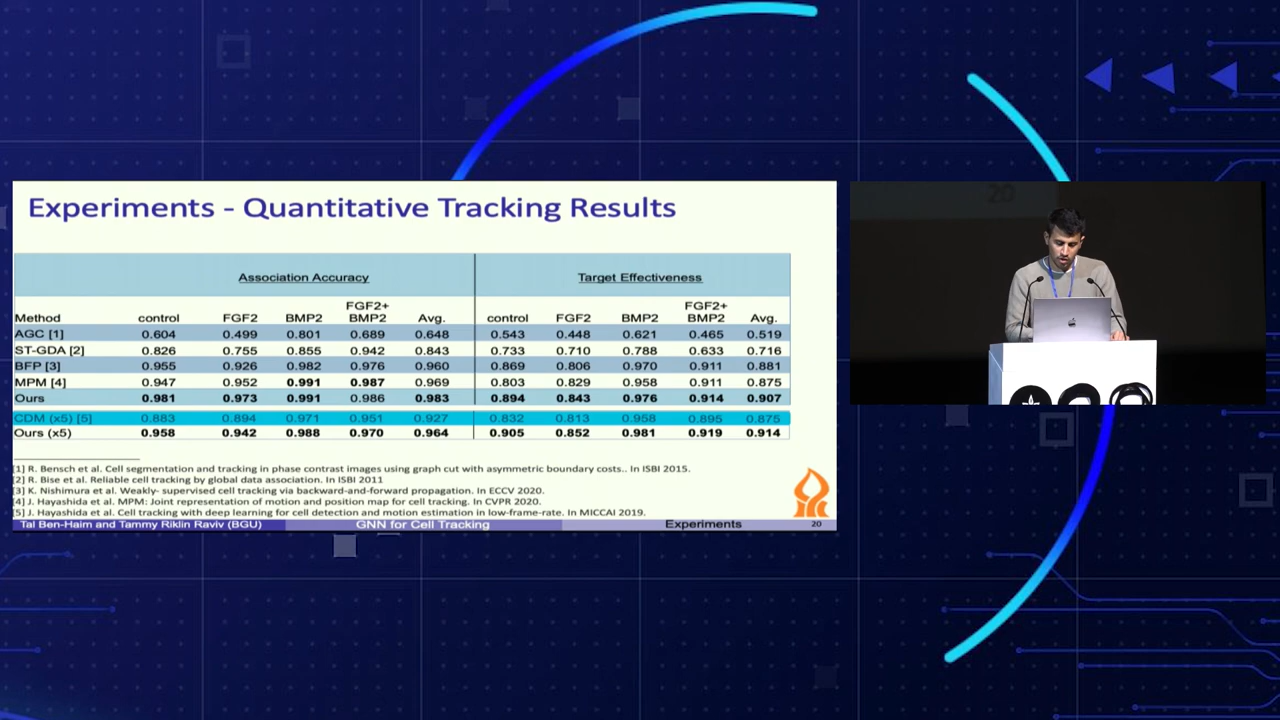 Experiments - Quantitative Tracking Results
Association Accuracy Target Effectiveness
Method control FGF2 BMP2 FGF2+ BMP2 Avg. control FGF2 BMP2 FGF2+ BMP2 Avg.
AGC [1] 0.604 0.499 0.801 0.689 0.648 0.543 0.448 0.621 0.465 0.519
ST-GDA [2] 0.826 0.755 0.855 0.942 0.843 0.733 0.710 0.788 0.633 0.716
BFP [3] 0.955 0.926 0.982 0.976 0.960 0.869 0.806 0.970 0.911 0.881
MPM [4] 0.947 0.952 0.991 0.987 0.969 0.803 0.829 0.958 0.911 0.875
Ours 0.981 0.973 0.991 0.986 0.983 0.894 0.843 0.976 0.914 0.907
CDM (x5) [5] 0.883 0.894 0.971 0.951 0.927 0.832 0.813 0.958 0.895 0.875
Ours (x5) 0.958 0.942 0.988 0.970 0.964 0.905 0.852 0.981 0.919 0.914
[1] R. Bensch et al. Cell segmentation and tracking in phase contrast images using graph cut with asymmetric boundary costs.. In ISBI 2015.
[2] R. Bise et al. Reliable cell tracking by global data association. In ISBI 2011
[3] K. Nishimura et al. Weakly- supervised cell tracking via backward-and-forward propagation. In ECCV 2020.
[4] J. Hayashida et al. MPM: Joint representation of motion and position map for cell tracking. In CVPR 2020.
[5] J. Hayashida et al. Cell tracking with deep learning for cell detection and motion estimation in low-frame-rate. In MICCAI 2019.
Tal Ben-Haim and Tammy Riklin Raviv (BGU) GNN for Cell Tracking Experiments 20
20